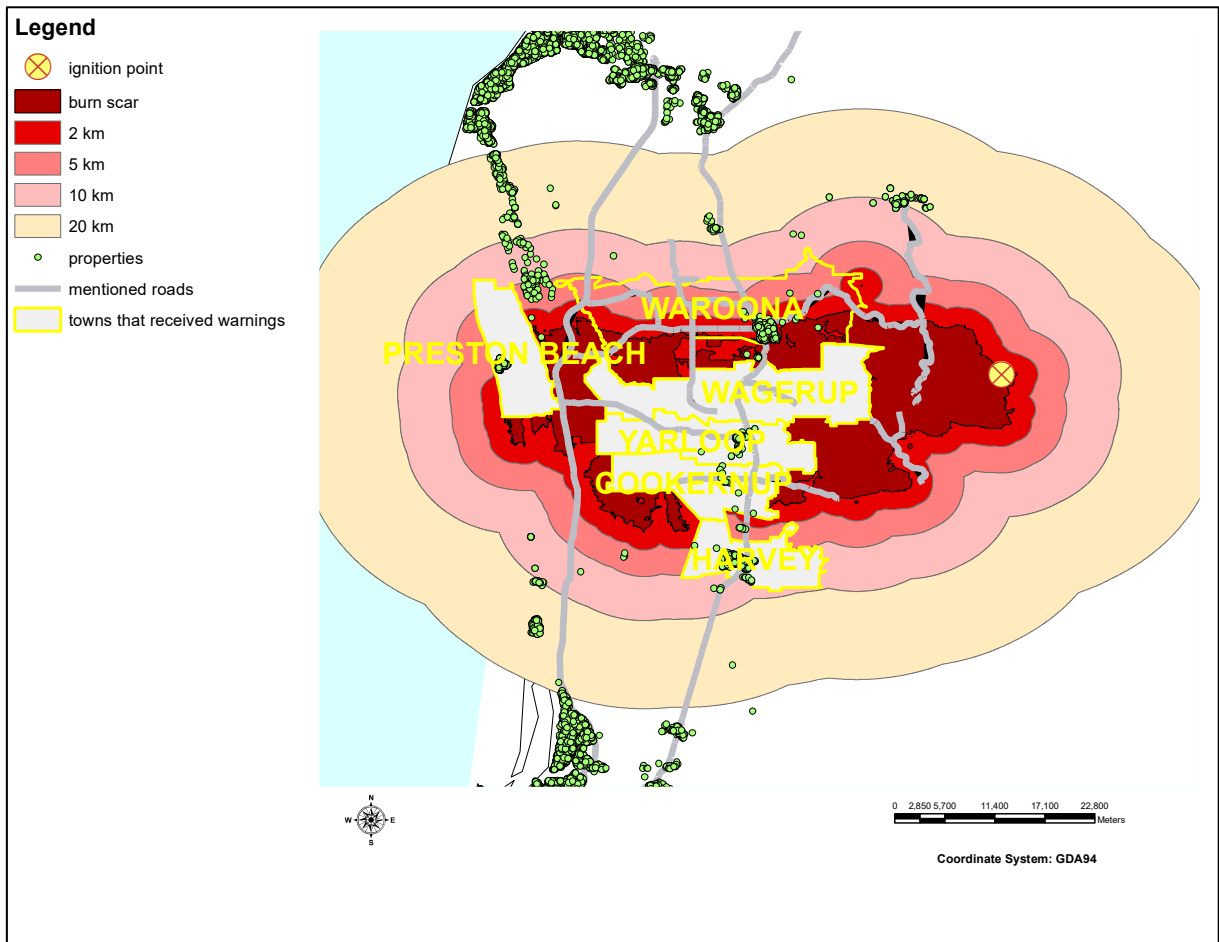 Legend
ignition point
burn scar
2 km
5 km
10 km
20 km
properties
mentioned roads
towns that received warnings
WAROONA
PRESTON BEACH
WAGERUP
YARLOOP
COOKERNUP
HARVEY
N
W E
S
0 2,850 5,700 11,400 17,100 22,800
Meters
Coordinate System: GDA94